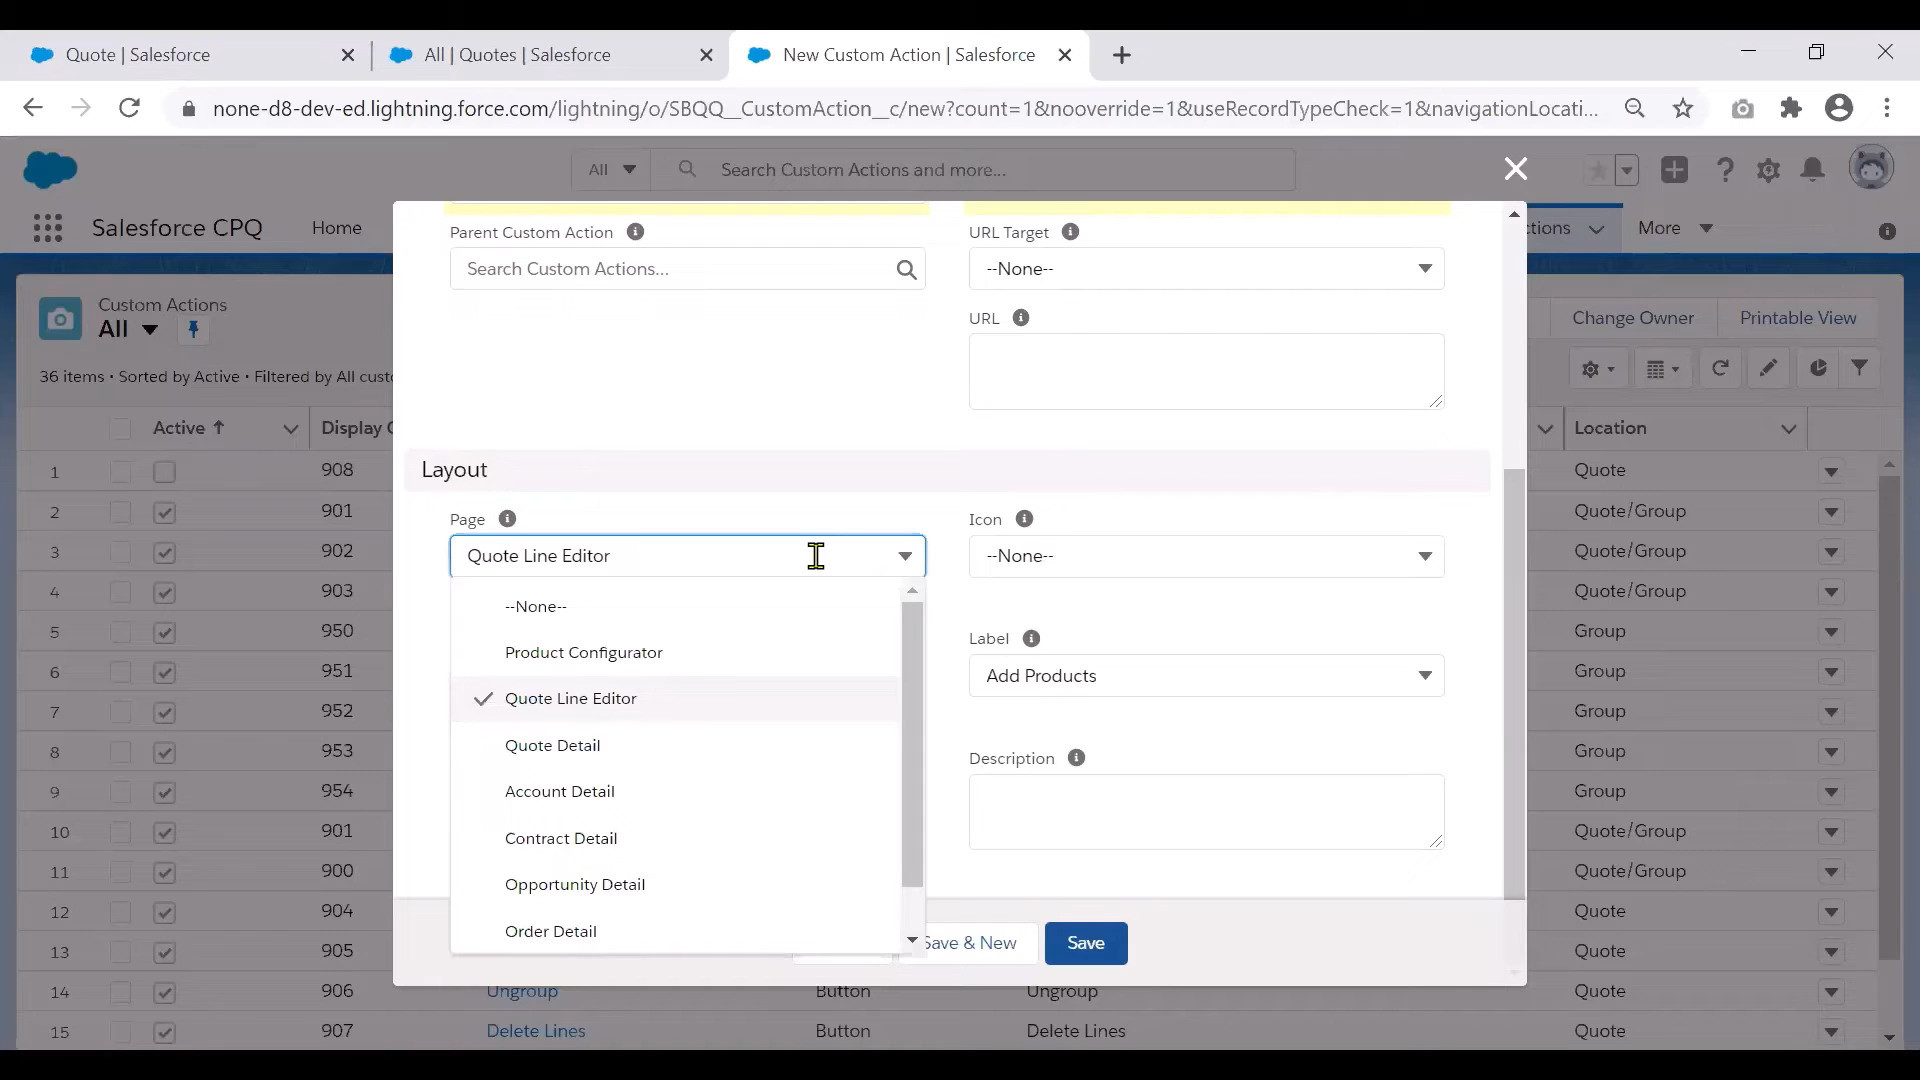 Quote | Salesforce
All | Quotes | Salesforce
New Custom Action | Salesforce
none-d8-dev-ed.lightning.force.com/lightning/o/SBQQ__CustomAction__c/new?count=1&nooverride=1&useRecordTypeCheck=1&navigationLocati...
All
Search Custom Actions and more...
Salesforce CPQ
Home
ctions
More
Custom Actions
All
36 items • Sorted by Active • Filtered by All custo
Change Owner
Printable View
Active
Display O
Location
1 908 Quote
2 901 Quote/Group
3 902 Quote/Group
4 903 Quote/Group
5 950 Group
6 951 Group
7 952 Group
8 953 Group
9 954 Group
10 901 Quote/Group
11 900 Quote/Group
12 904 Quote
13 905 Quote
14 906 Ungroup Button Ungroup Quote
15 907 Delete Lines Button Delete Lines Quote
Parent Custom Action
Search Custom Actions...
URL Target
--None--
URL
Layout
Page
Quote Line Editor
--None--
Product Configurator
Quote Line Editor
Quote Detail
Account Detail
Contract Detail
Opportunity Detail
Order Detail
Icon
--None--
Label
Add Products
Description
Save & New
Save